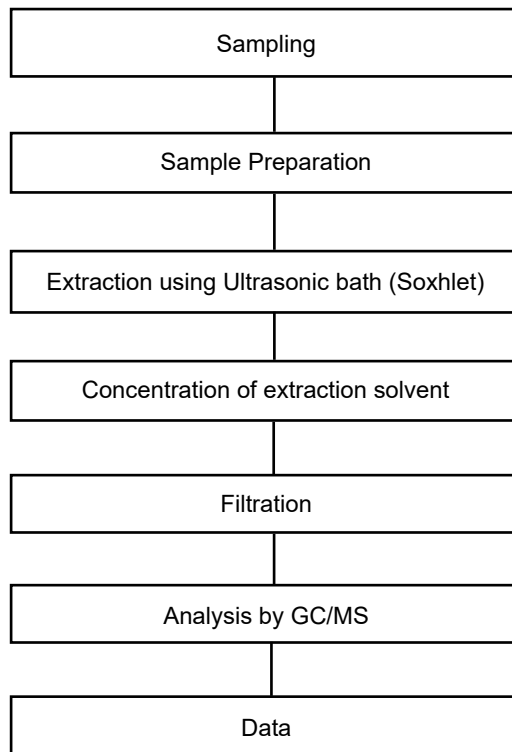 Sampling
Sample Preparation
Extraction using Ultrasonic bath (Soxhlet)
Concentration of extraction solvent
Filtration
Analysis by GC/MS
Data